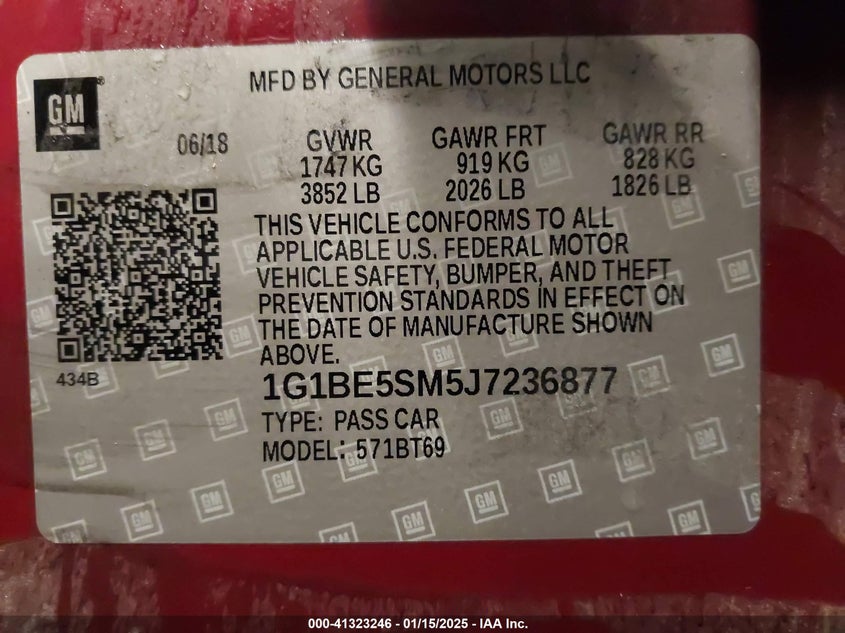 MFD BY GENERAL MOTORS LLC
GM
®
06/18
GVWR
1747 KG
3852 LB
GAWR FRT
919 KG
2026 LB
GAWR RR
828 KG
1826 LB
THIS VEHICLE CONFORMS TO ALL
APPLICABLE U.S. FEDERAL MOTOR
VEHICLE SAFETY, BUMPER, AND THEFT
PREVENTION STANDARDS IN EFFECT ON
THE DATE OF MANUFACTURE SHOWN
ABOVE.
434B
1G1BE5SM5J7236877
TYPE: PASS CAR
MODEL: 571BT69
000-41323246 - 01/15/2025 - IAA Inc.